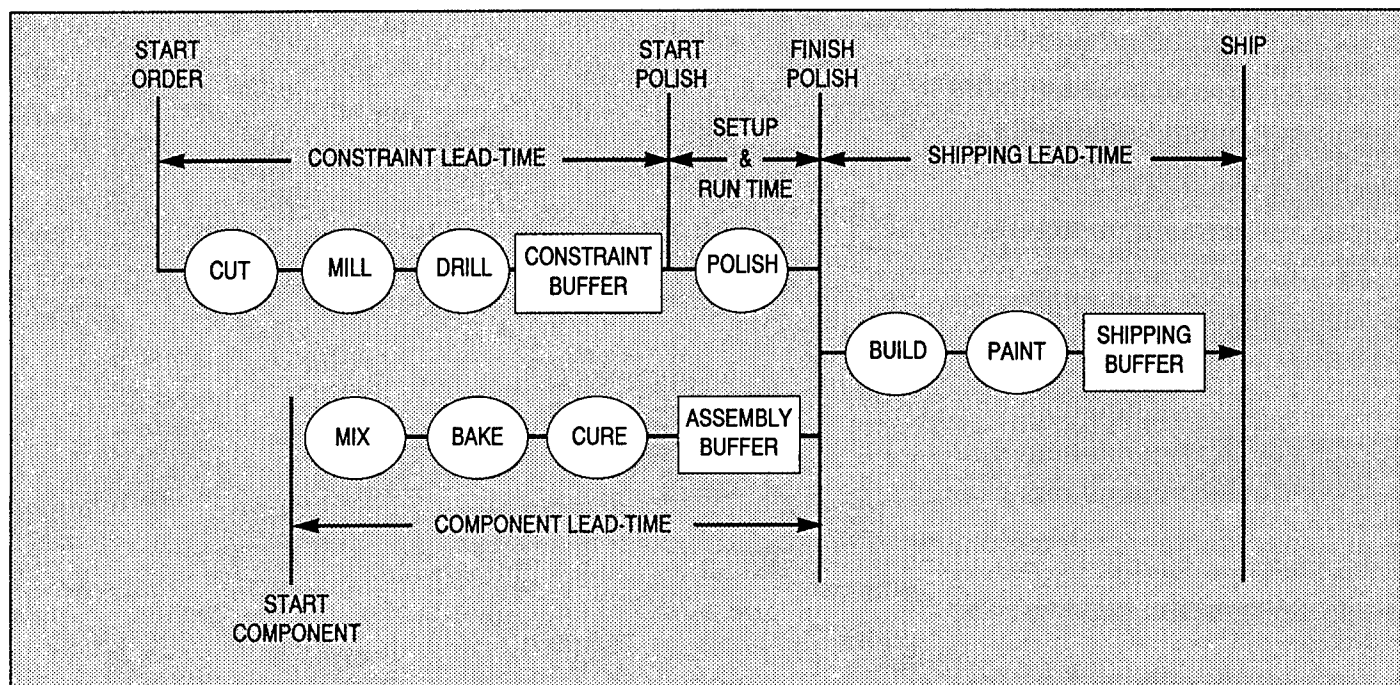 START
ORDER
START
POLISH
FINISH
POLISH
SHIP
CONSTRAINT LEAD-TIME
SETUP
&
RUN TIME
SHIPPING LEAD-TIME
CUT
MILL
DRILL
CONSTRAINT
BUFFER
POLISH
BUILD
PAINT
SHIPPING
BUFFER
MIX
BAKE
CURE
ASSEMBLY
BUFFER
COMPONENT LEAD-TIME
START
COMPONENT